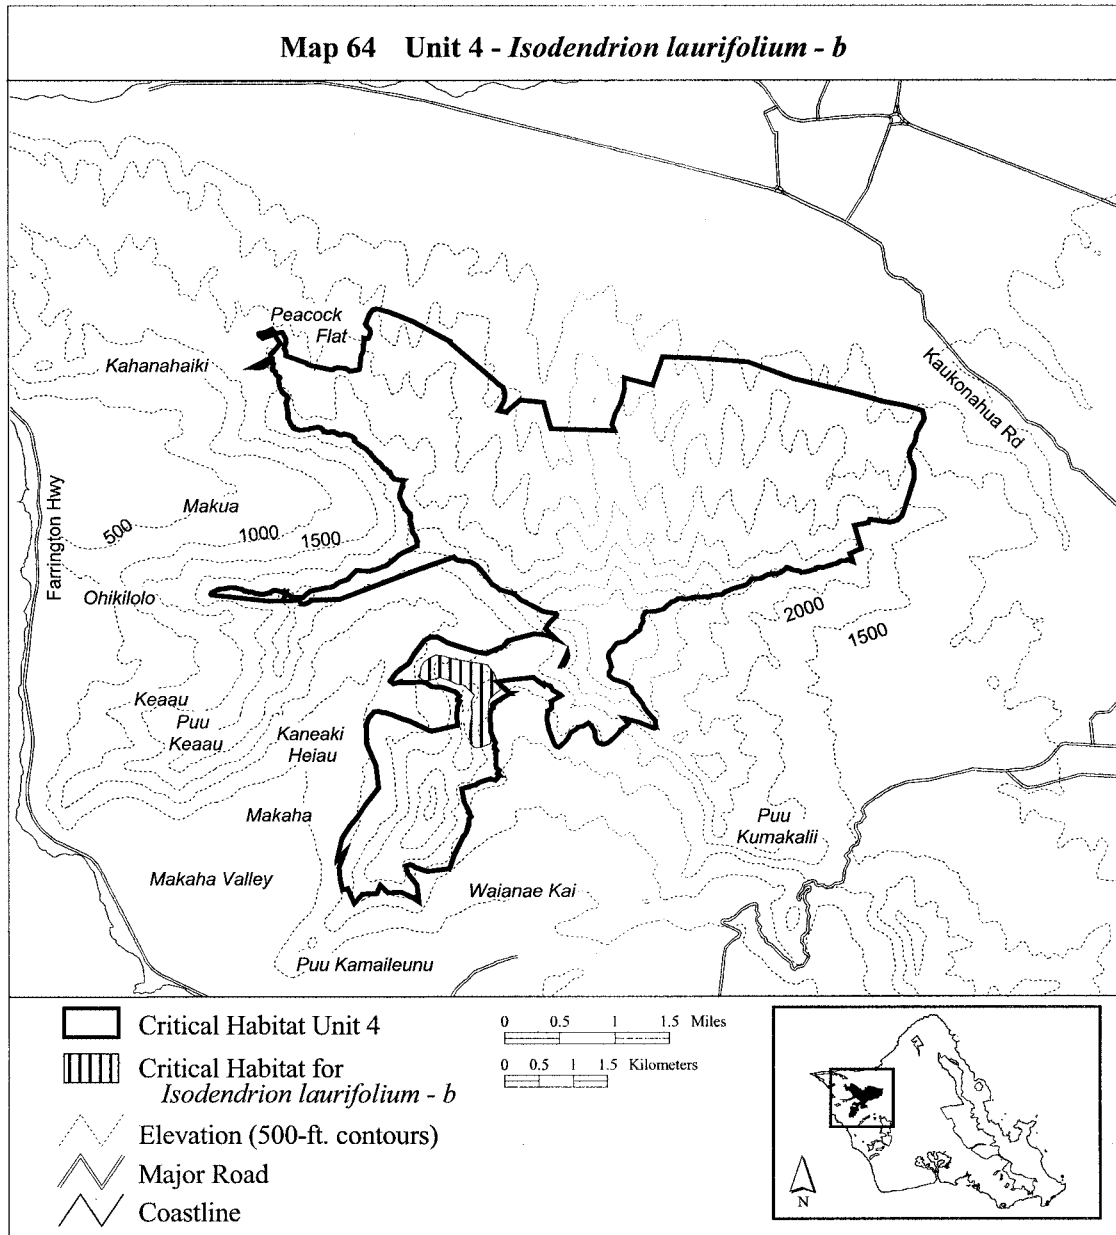 Map 64 Unit 4 - Isodendrion laurifolium - b
Peacock
Flat
Kahanahaiki
Kaukonahua Rd
Farrington Hwy
Makua
500
1000
1500
Ohikilolo
2000
1500
Keaau
Puu
Keaau
Kaneaki
Heiau
Makaha
Puu
Kumakalii
Makaha Valley
Waianae Kai
Puu Kamaileunu
Critical Habitat Unit 4
Critical Habitat for
Isodendrion laurifolium - b
Elevation (500-ft. contours)
Major Road
Coastline
0 0.5 1 1.5 Miles
0 0.5 1 1.5 Kilometers
N